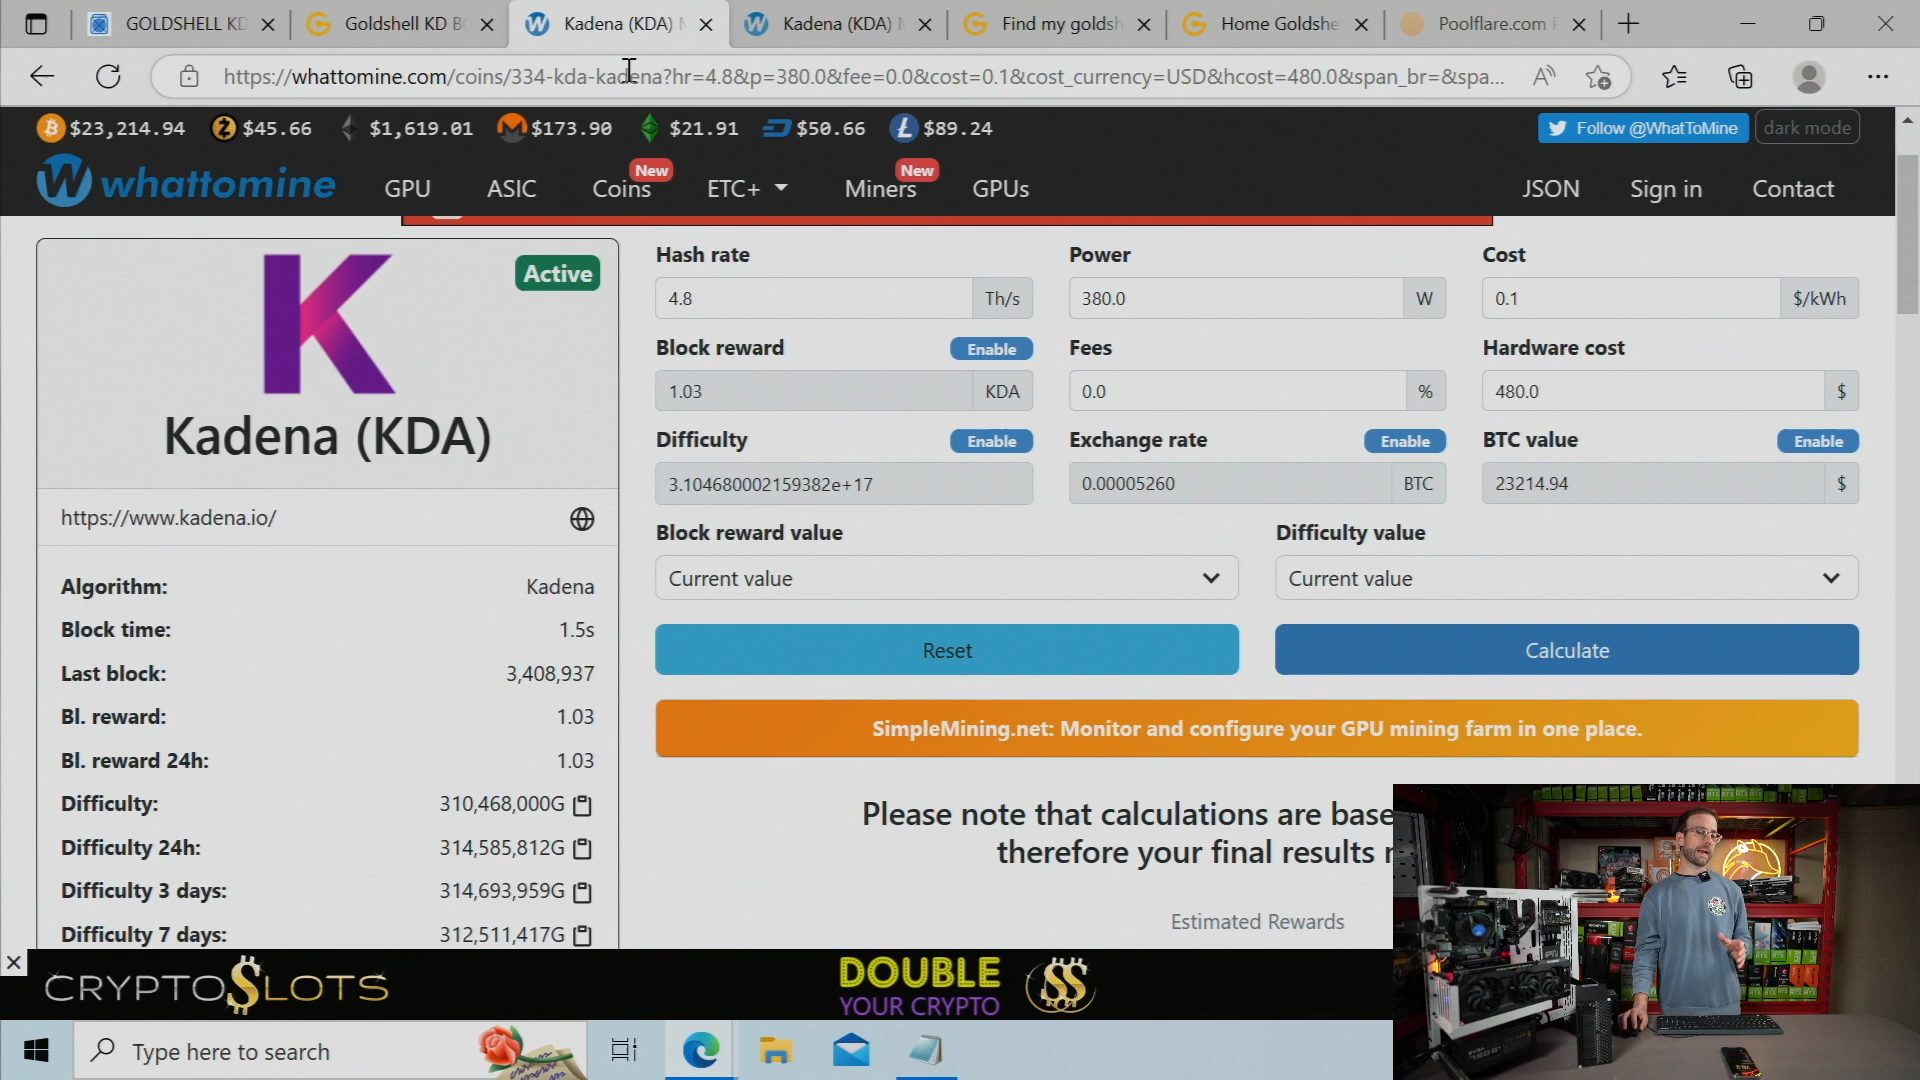 GOLDSHELL KD
Goldshell KD B
Kadena (KDA)
Kadena (KDA)
Find my goldsh
Home Goldshe
Poolflare.com
https://whattomine.com/coins/334-kda-kadena?hr=4.8&p=380.0&fee=0.0&cost=0.1&cost_currency=USD&hcost=480.0&span_br=&spa...
$23,214.94 $45.66 $1,619.01 $173.90 $21.91 $50.66 $89.24
Follow @WhatToMine
dark mode
whattomine
GPU
ASIC
Coins
New
ETC+
Miners
New
GPUs
JSON
Sign in
Contact
Active
Kadena (KDA)
https://www.kadena.io/
Algorithm: Kadena
Block time: 1.5s
Last block: 3,408,937
Bl. reward: 1.03
Bl. reward 24h: 1.03
Difficulty: 310,468,000G
Difficulty 24h: 314,585,812G
Difficulty 3 days: 314,693,959G
Difficulty 7 days: 312,511,417G
Hash rate
4.8 Th/s
Power
380.0 W
Cost
0.1 $/kWh
Block reward Enable
1.03 KDA
Fees
0.0 %
Hardware cost
480.0 $
Difficulty Enable
3.104680002159382e+17
Exchange rate Enable
0.00005260 BTC
BTC value Enable
23214.94 $
Block reward value
Current value
Difficulty value
Current value
Reset
Calculate
SimpleMining.net: Monitor and configure your GPU mining farm in one place.
Please note that calculations are base
therefore your final results
Estimated Rewards
CRYPTO$LOTS
DOUBLE
YOUR CRYPTO
$$
Type here to search